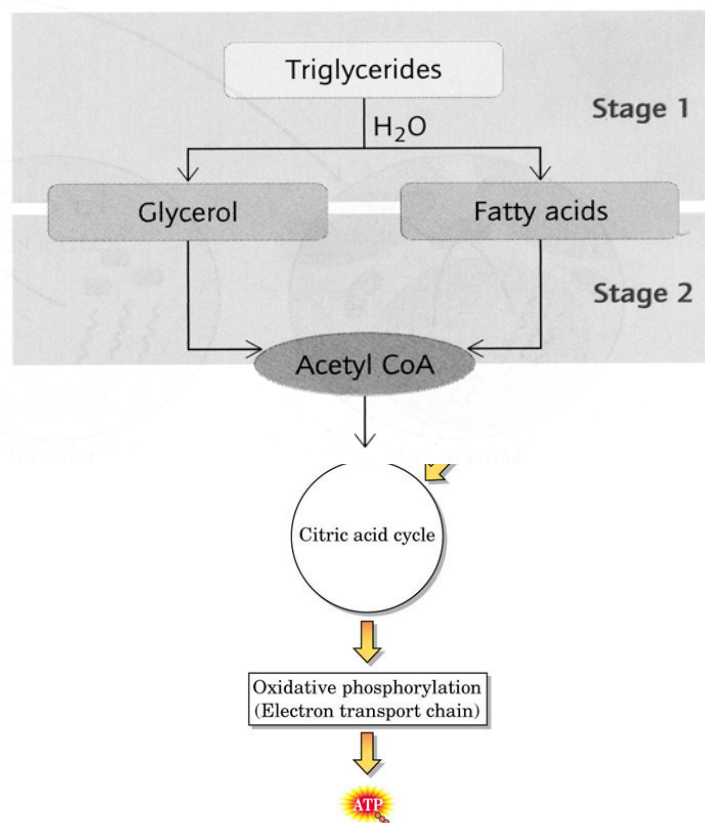 Triglycerides
Stage 1
H₂O
Glycerol
Fatty acids
Stage 2
Acetyl CoA
Citric acid cycle
Oxidative phosphorylation
(Electron transport chain)
ATP